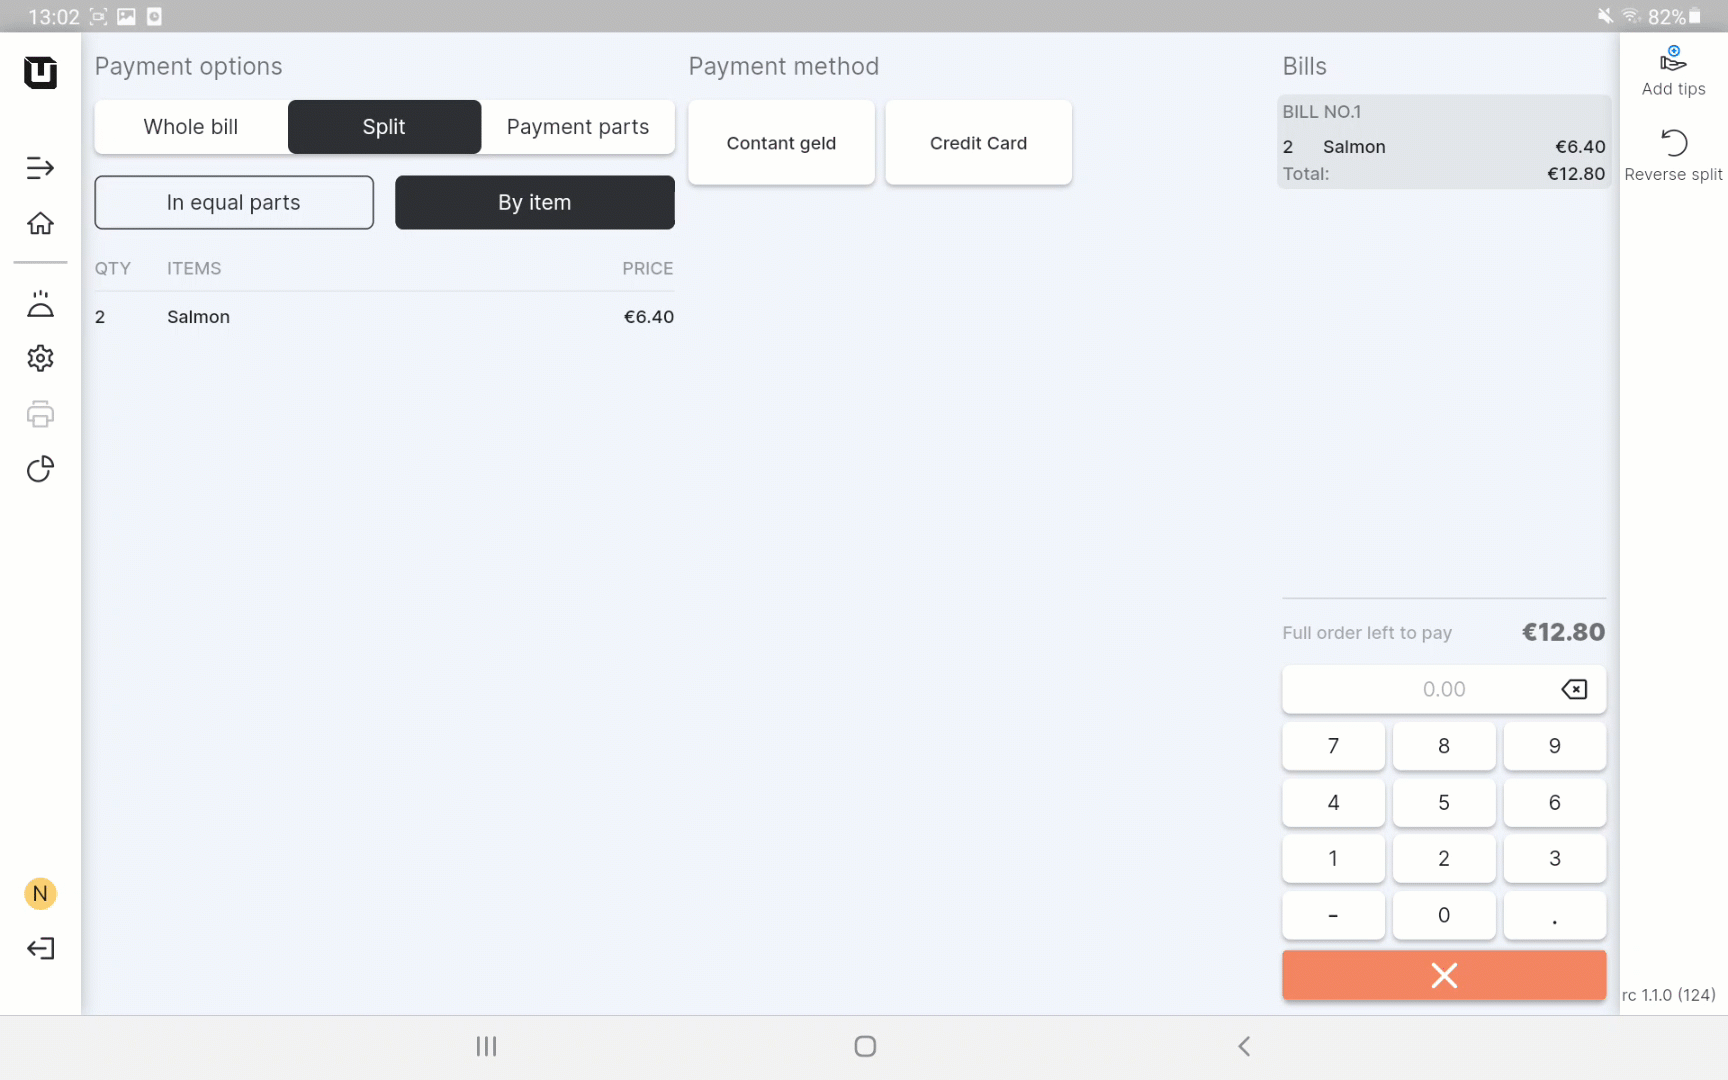 13:02
82%
Payment options
Whole bill
Split
Payment parts
In equal parts
By item
QTY ITEMS PRICE
2 Salmon €6.40
Payment method
Contant geld
Credit Card
Bills
BILL NO.1
2 Salmon €6.40
Total: €12.80
Full order left to pay €12.80
0.00
7 8 9
4 5 6
1 2 3
- 0 .
Add tips
Reverse split
N
rc 1.1.0 (124)